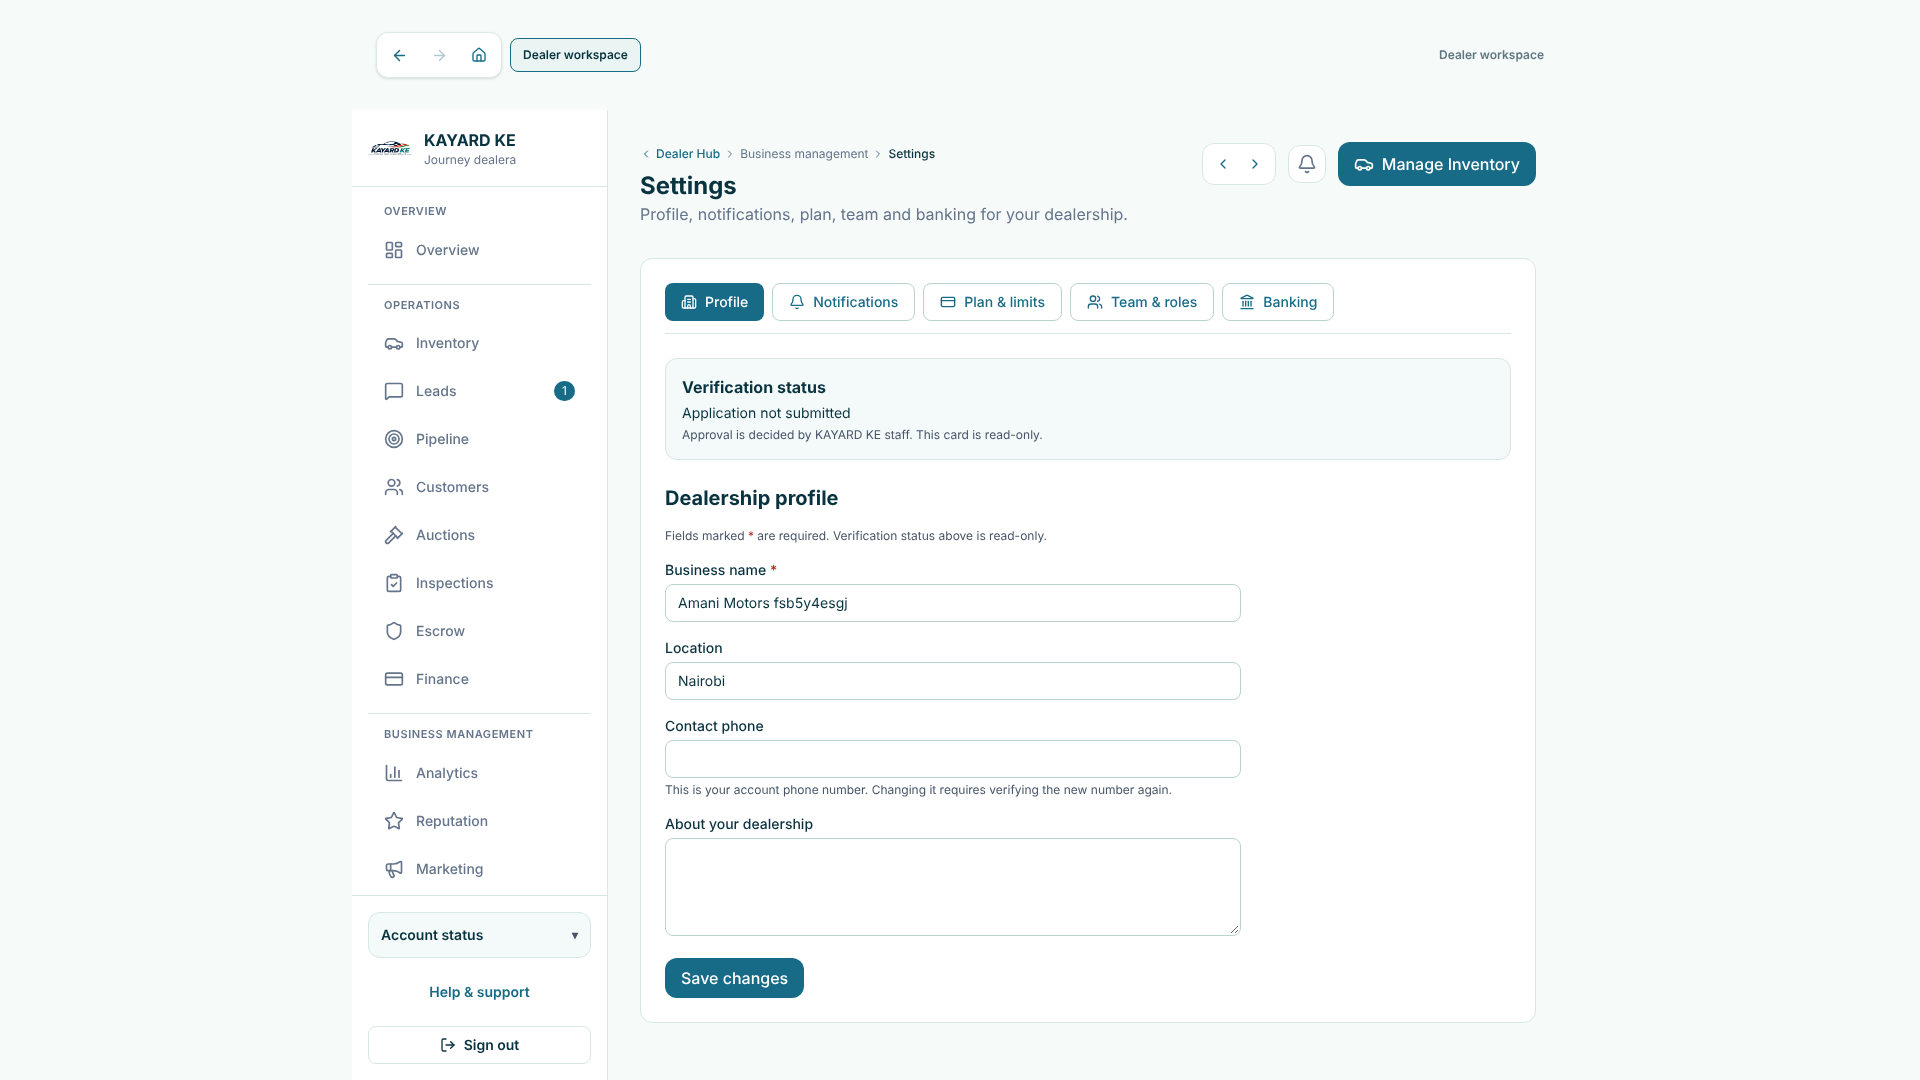 Dealer workspace
Dealer workspace
KAYARD KE
KAYARD KE
Journey dealera
OVERVIEW
Overview
OPERATIONS
Inventory
Leads 1
Pipeline
Customers
Auctions
Inspections
Escrow
Finance
BUSINESS MANAGEMENT
Analytics
Reputation
Marketing
Account status
Help & support
Sign out
Dealer Hub Business management Settings
Settings
Profile, notifications, plan, team and banking for your dealership.
Manage Inventory
Profile Notifications Plan & limits Team & roles Banking
Verification status
Application not submitted
Approval is decided by KAYARD KE staff. This card is read-only.
Dealership profile
Fields marked * are required. Verification status above is read-only.
Business name *
Amani Motors fsb5y4esgj
Location
Nairobi
Contact phone
This is your account phone number. Changing it requires verifying the new number again.
About your dealership
Save changes